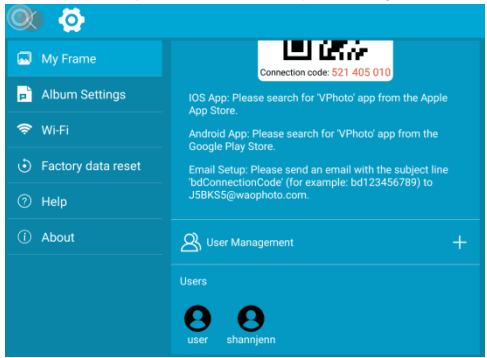 My Frame
Album Settings
Wi-Fi
Factory data reset
Help
About
Connection code: 521 405 010
IOS App: Please search for 'VPhoto' app from the Apple
App Store.
Android App: Please search for 'VPhoto' app from the
Google Play Store.
Email Setup: Please send an email with the subject line
'bdConnectionCode' (for example: bd123456789) to
J5BKS5@waophoto.com.
User Management
Users
user
shannjenn